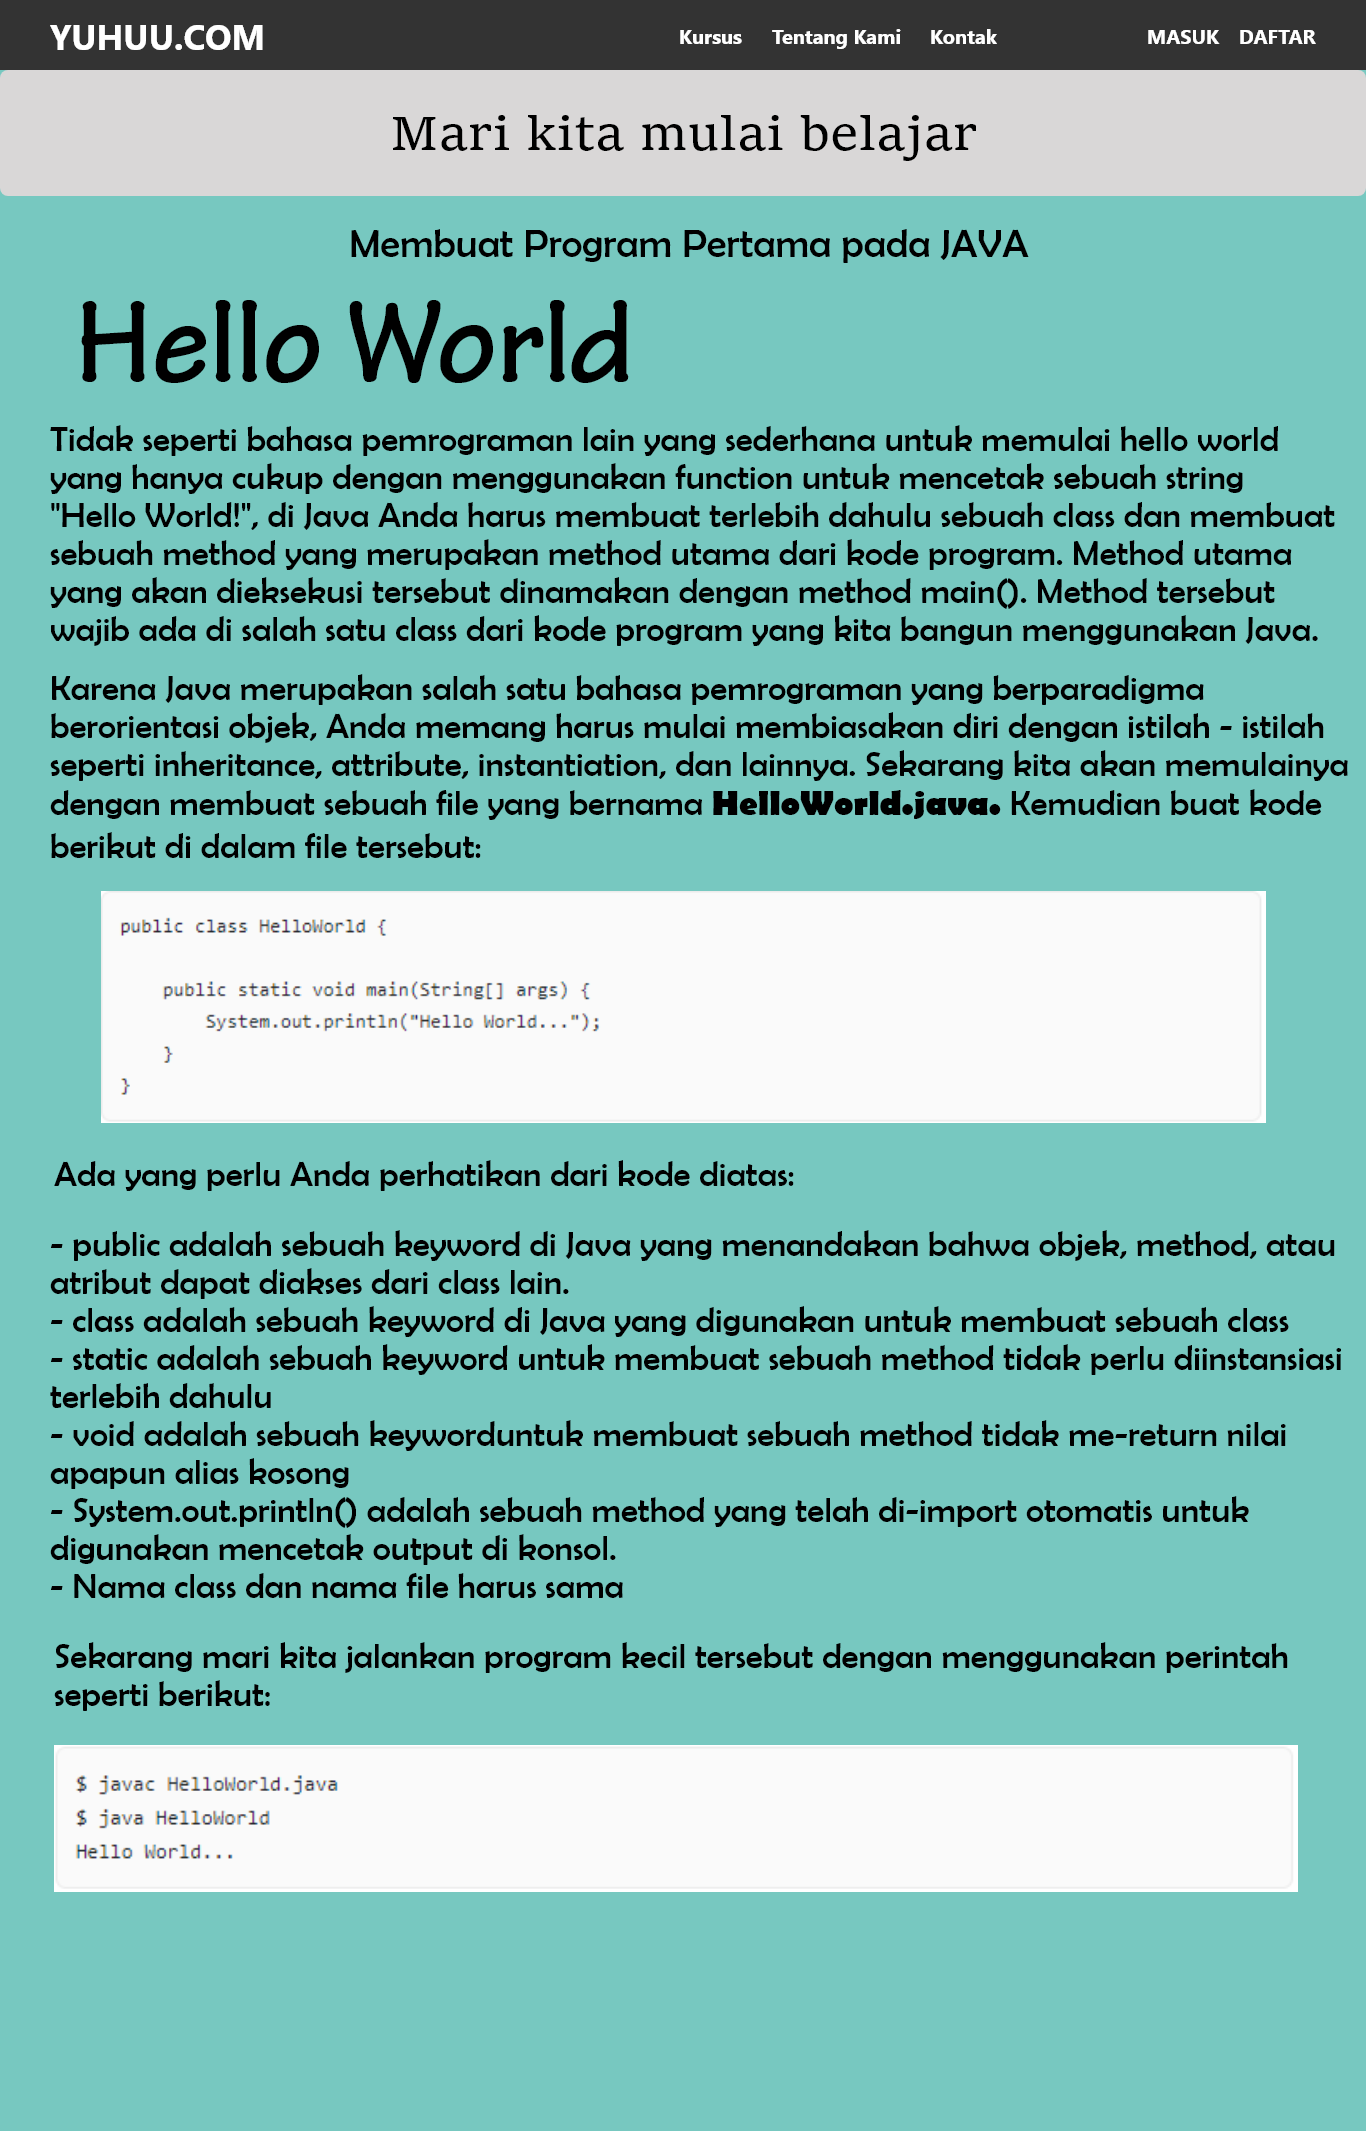 YUHUU.COM
Kursus Tentang Kami Kontak MASUK DAFTAR
Mari kita mulai belajar
Membuat Program Pertama pada JAVA
Hello World
Tidak seperti bahasa pemrograman lain yang sederhana untuk memulai hello world
yang hanya cukup dengan menggunakan function untuk mencetak sebuah string
"Hello World!", di Java Anda harus membuat terlebih dahulu sebuah class dan membuat
sebuah method yang merupakan method utama dari kode program. Method utama
yang akan dieksekusi tersebut dinamakan dengan method main(). Method tersebut
wajib ada di salah satu class dari kode program yang kita bangun menggunakan Java.
Karena Java merupakan salah satu bahasa pemrograman yang berparadigma
berorientasi objek, Anda memang harus mulai membiasakan diri dengan istilah - istilah
seperti inheritance, attribute, instantiation, dan lainnya. Sekarang kita akan memulainya
dengan membuat sebuah file yang bernama HelloWorld.java. Kemudian buat kode
berikut di dalam file tersebut:
public class HelloWorld {
public static void main(String[] args) {
System.out.println("Hello World...");
}
}
Ada yang perlu Anda perhatikan dari kode diatas:
- public adalah sebuah keyword di Java yang menandakan bahwa objek, method, atau
atribut dapat diakses dari class lain.
- class adalah sebuah keyword di Java yang digunakan untuk membuat sebuah class
- static adalah sebuah keyword untuk membuat sebuah method tidak perlu diinstansiasi
terlebih dahulu
- void adalah sebuah keyworduntuk membuat sebuah method tidak me-return nilai
apapun alias kosong
- System.out.println() adalah sebuah method yang telah di-import otomatis untuk
digunakan mencetak output di konsol.
- Nama class dan nama file harus sama
Sekarang mari kita jalankan program kecil tersebut dengan menggunakan perintah
seperti berikut:
$ javac HelloWorld.java
$ java HelloWorld
Hello World...